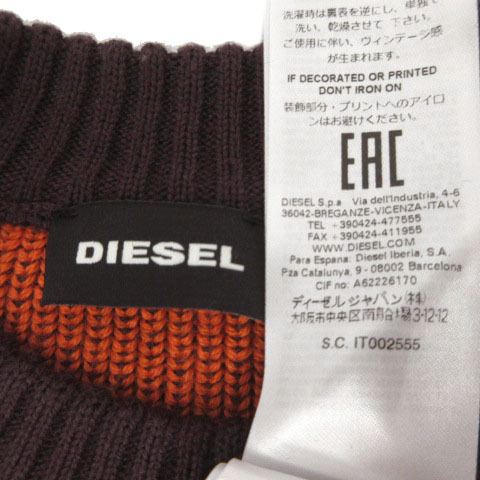 洗濯時は裏表を逆にし、単独で
洗い、乾燥させて 下さい。
ご使用に伴い、ヴィンテージ感
が生まれます。
IF DECORATED OR PRINTED
DON'T IRON ON
装飾部分・プリントへのアイロ
ンはお避けください。
EAC
DIESEL S.p.a Via dell'Industria, 4-6
36042-BREGANZE-VICENZA-ITALY
TEL +390424-477555
FAX +390424-411955
WWW.DIESEL.COM
Para Espana: Diesel Iberia, S.A.
Pza Catalunya, 9 - 08002 Barcelona
CIF no: A62226170
ディーゼル ジャパン (株)
大阪市中央区南船場3-12-12
S.C. IT002555
DIESEL